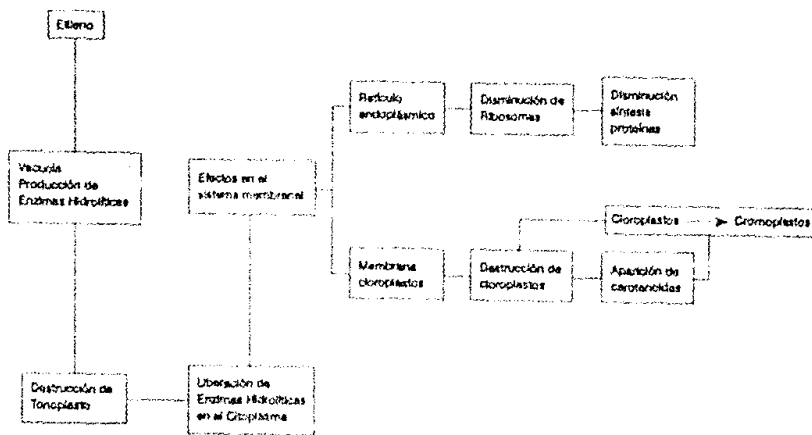 Etileno
Vacuola
Producción de
Enzimas Hidrolíticas
Destrucción de
Tonoplasto
Liberación de
Enzimas Hidrolíticas
en el Citoplasma
Efectos en el
sistema membranal
Retículo
endoplásmico
Disminución de
Ribosomas
Disminución
síntesis
proteínas
Membrana
cloroplastos
Destrucción de
cloroplastos
Aparición de
carotenoides
Cloroplastos
Cromoplastos